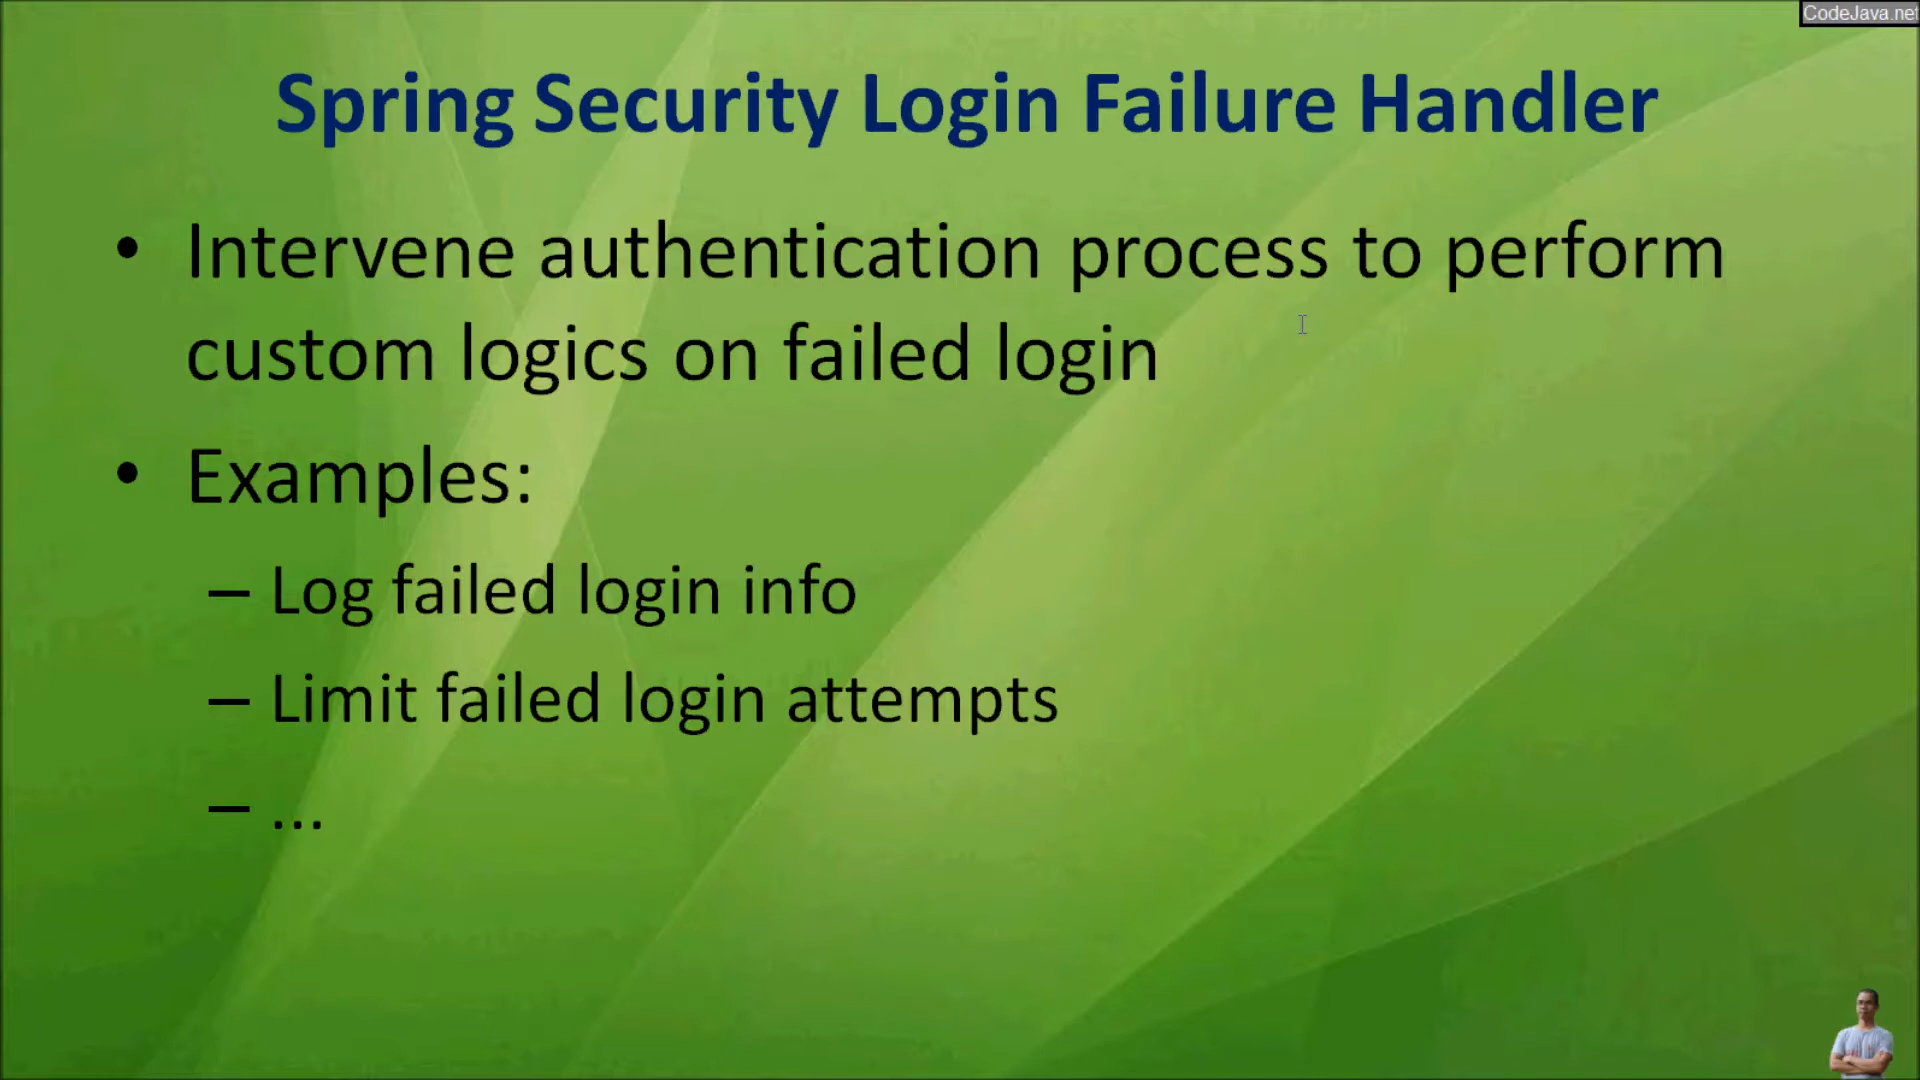 CodeJava.net
Spring Security Login Failure Handler
• Intervene authentication process to perform
custom logics on failed login
• Examples:
– Log failed login info
– Limit failed login attempts
– ...